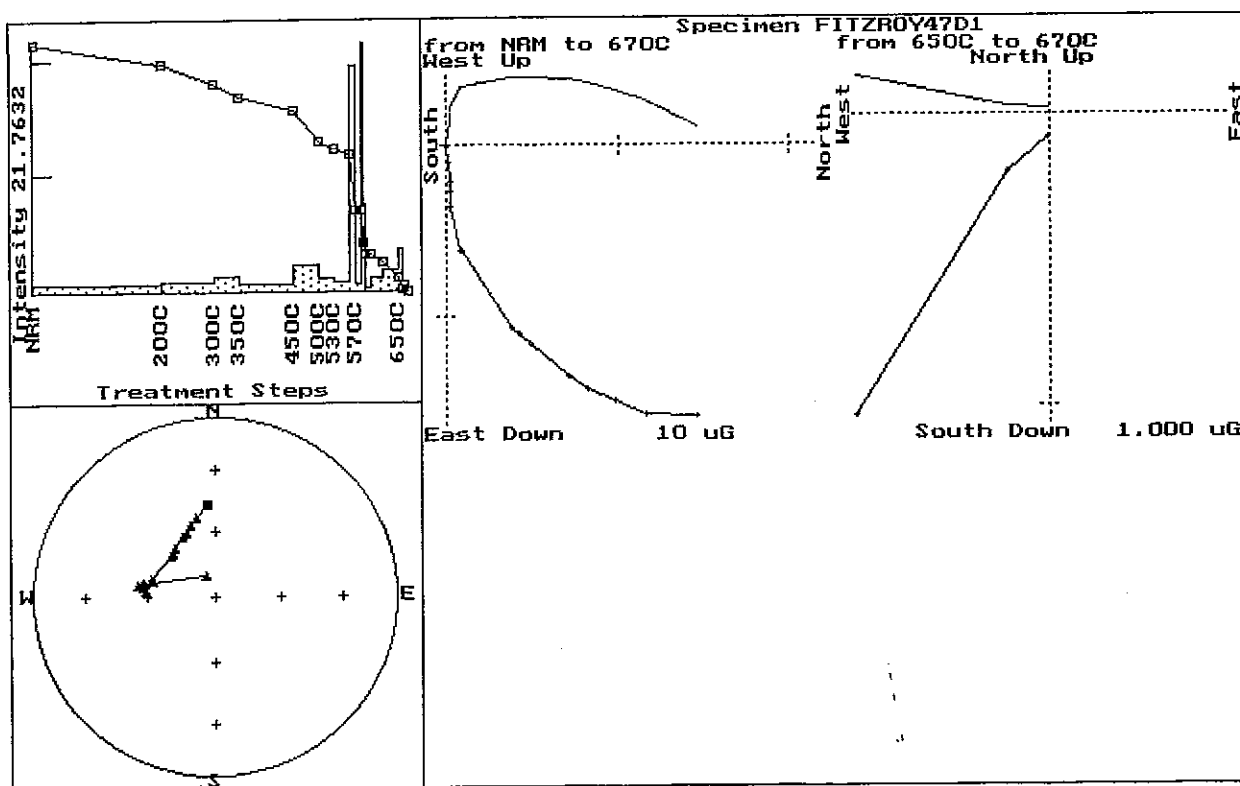 Specimen FITZROY47D1
from NRM to 670C
West Up
South
North
East Down 10 uG
from 650C to 670C
North Up
West
East
South Down 1.000 uG
Intensity 21.7632
NRM
200C
300C
350C
450C
500C
530C
570C
650C
Treatment Steps
N
W
E
S